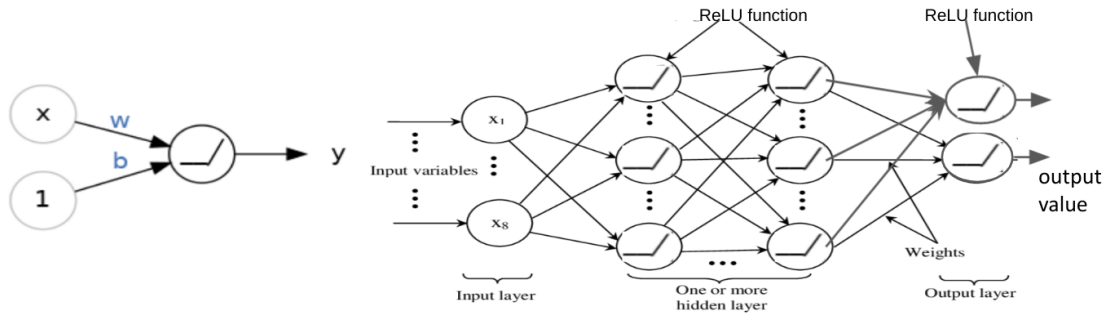 x
w
b
1
y
ReLU function
ReLU function
x1
Input variables
x8
output
value
Weights
Input layer
One or more
hidden layer
Output layer